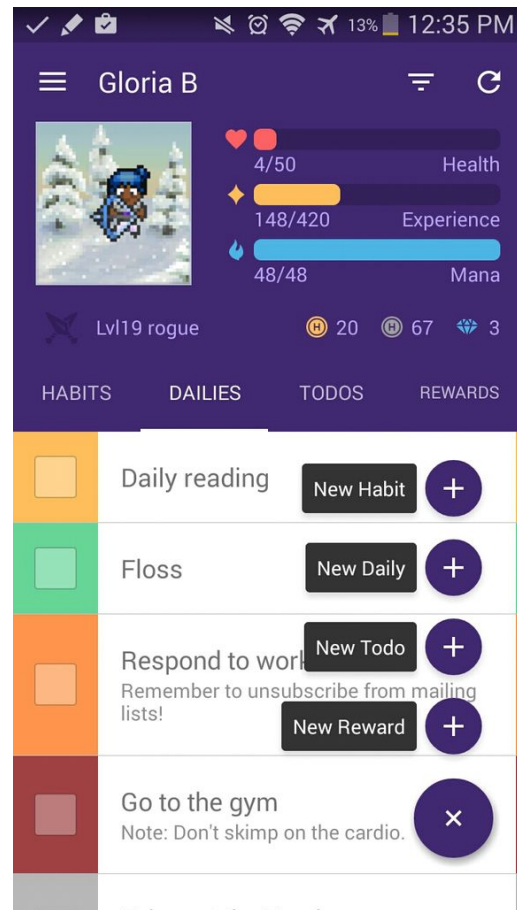 13% 12:35 PM
Gloria B
4/50 Health
148/420 Experience
48/48 Mana
Lvl19 rogue
H 20 H 67 3
HABITS DAILIES TODOS REWARDS
Daily reading
New Habit
Floss
New Daily
Respond to work
New Todo
Remember to unsubscribe from mailing
lists!
New Reward
Go to the gym
Note: Don't skimp on the cardio.